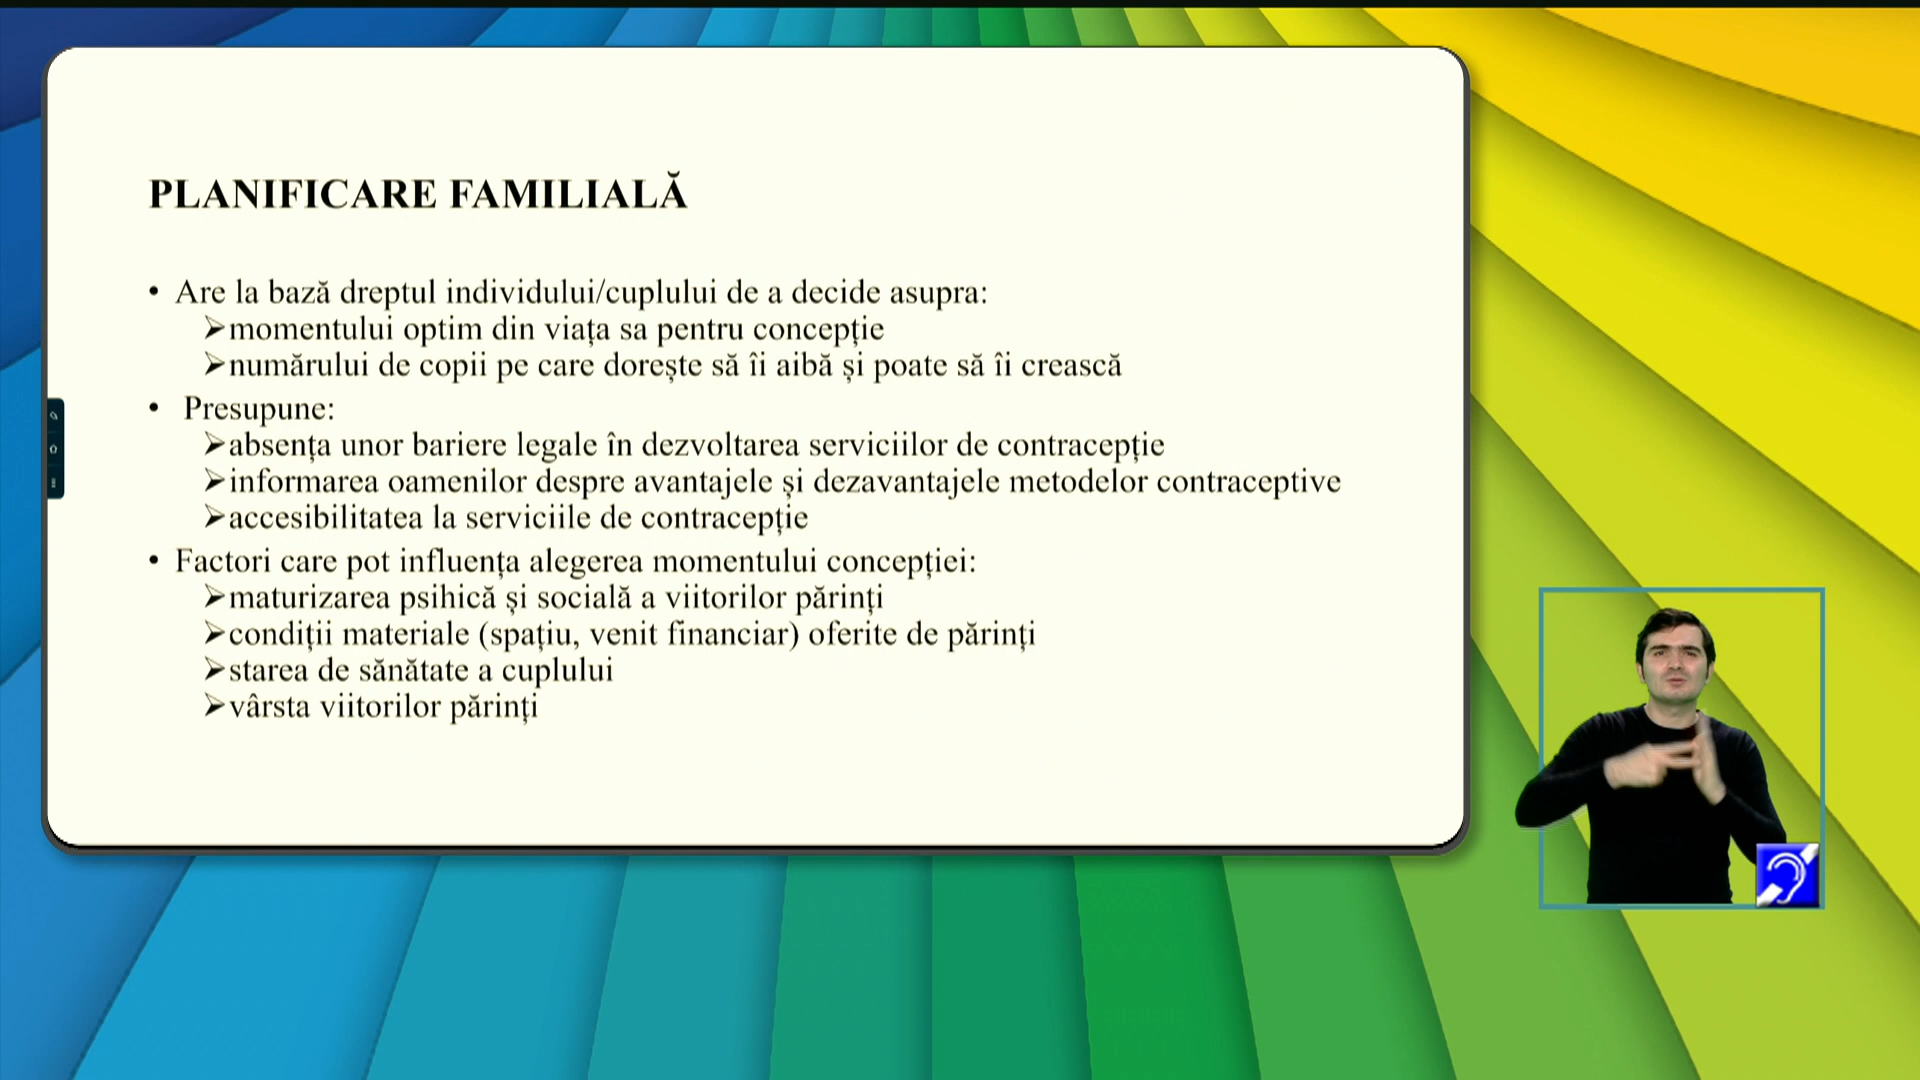 PLANIFICARE FAMILIALĂ
• Are la bază dreptul individului/cuplului de a decide asupra:
➢momentului optim din viața sa pentru concepție
➢numărului de copii pe care dorește să îi aibă și poate să îi crească
• Presupune:
➢absența unor bariere legale în dezvoltarea serviciilor de contracepție
➢informarea oamenilor despre avantajele și dezavantajele metodelor contraceptive
➢accesibilitatea la serviciile de contracepție
• Factori care pot influența alegerea momentului concepției:
➢maturizarea psihică și socială a viitorilor părinți
➢condiții materiale (spațiu, venit financiar) oferite de părinți
➢starea de sănătate a cuplului
➢vârsta viitorilor părinți